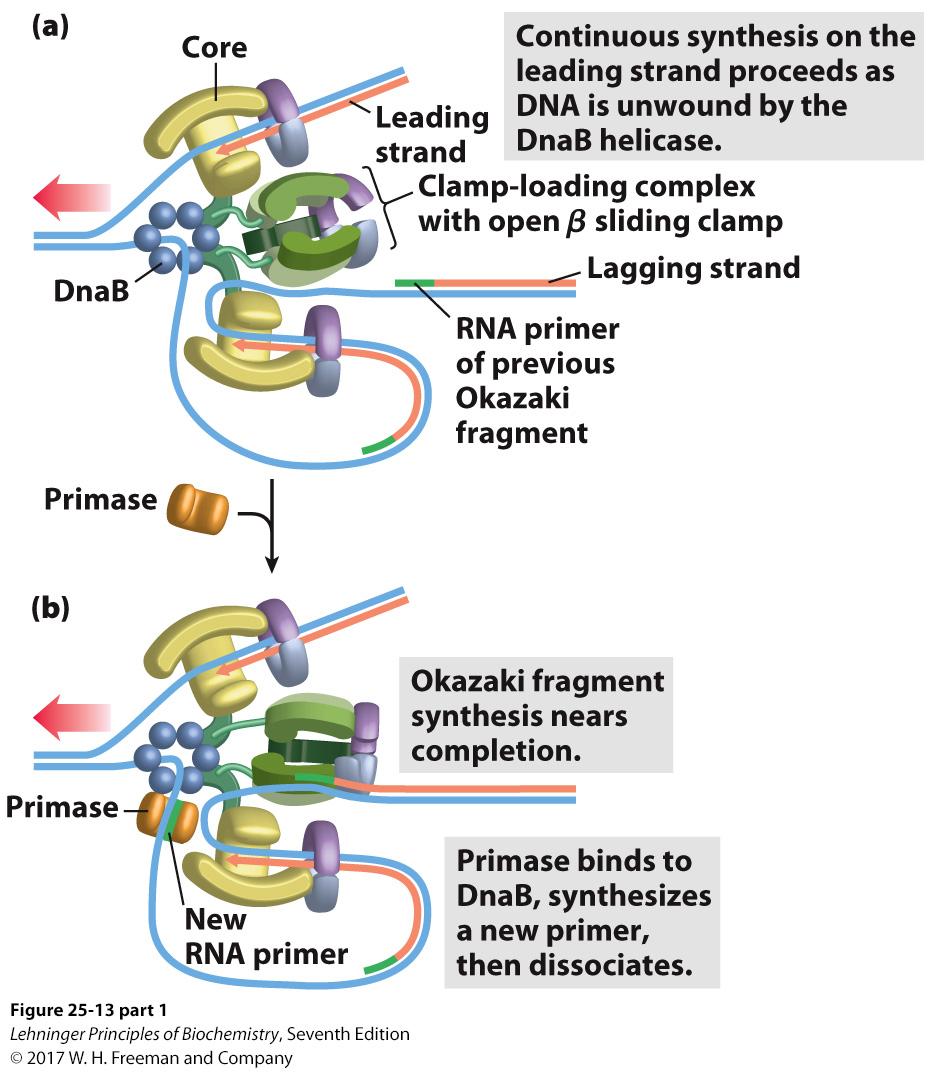 (a)
Core
Continuous synthesis on the
leading strand proceeds as
DNA is unwound by the
DnaB helicase.
Leading
strand
Clamp-loading complex
with open β sliding clamp
Lagging strand
DnaB
RNA primer
of previous
Okazaki
fragment
Primase
(b)
Okazaki fragment
synthesis nears
completion.
Primase
Primase binds to
DnaB, synthesizes
a new primer,
then dissociates.
New
RNA primer
Figure 25-13 part 1
Lehninger Principles of Biochemistry, Seventh Edition
© 2017 W. H. Freeman and Company